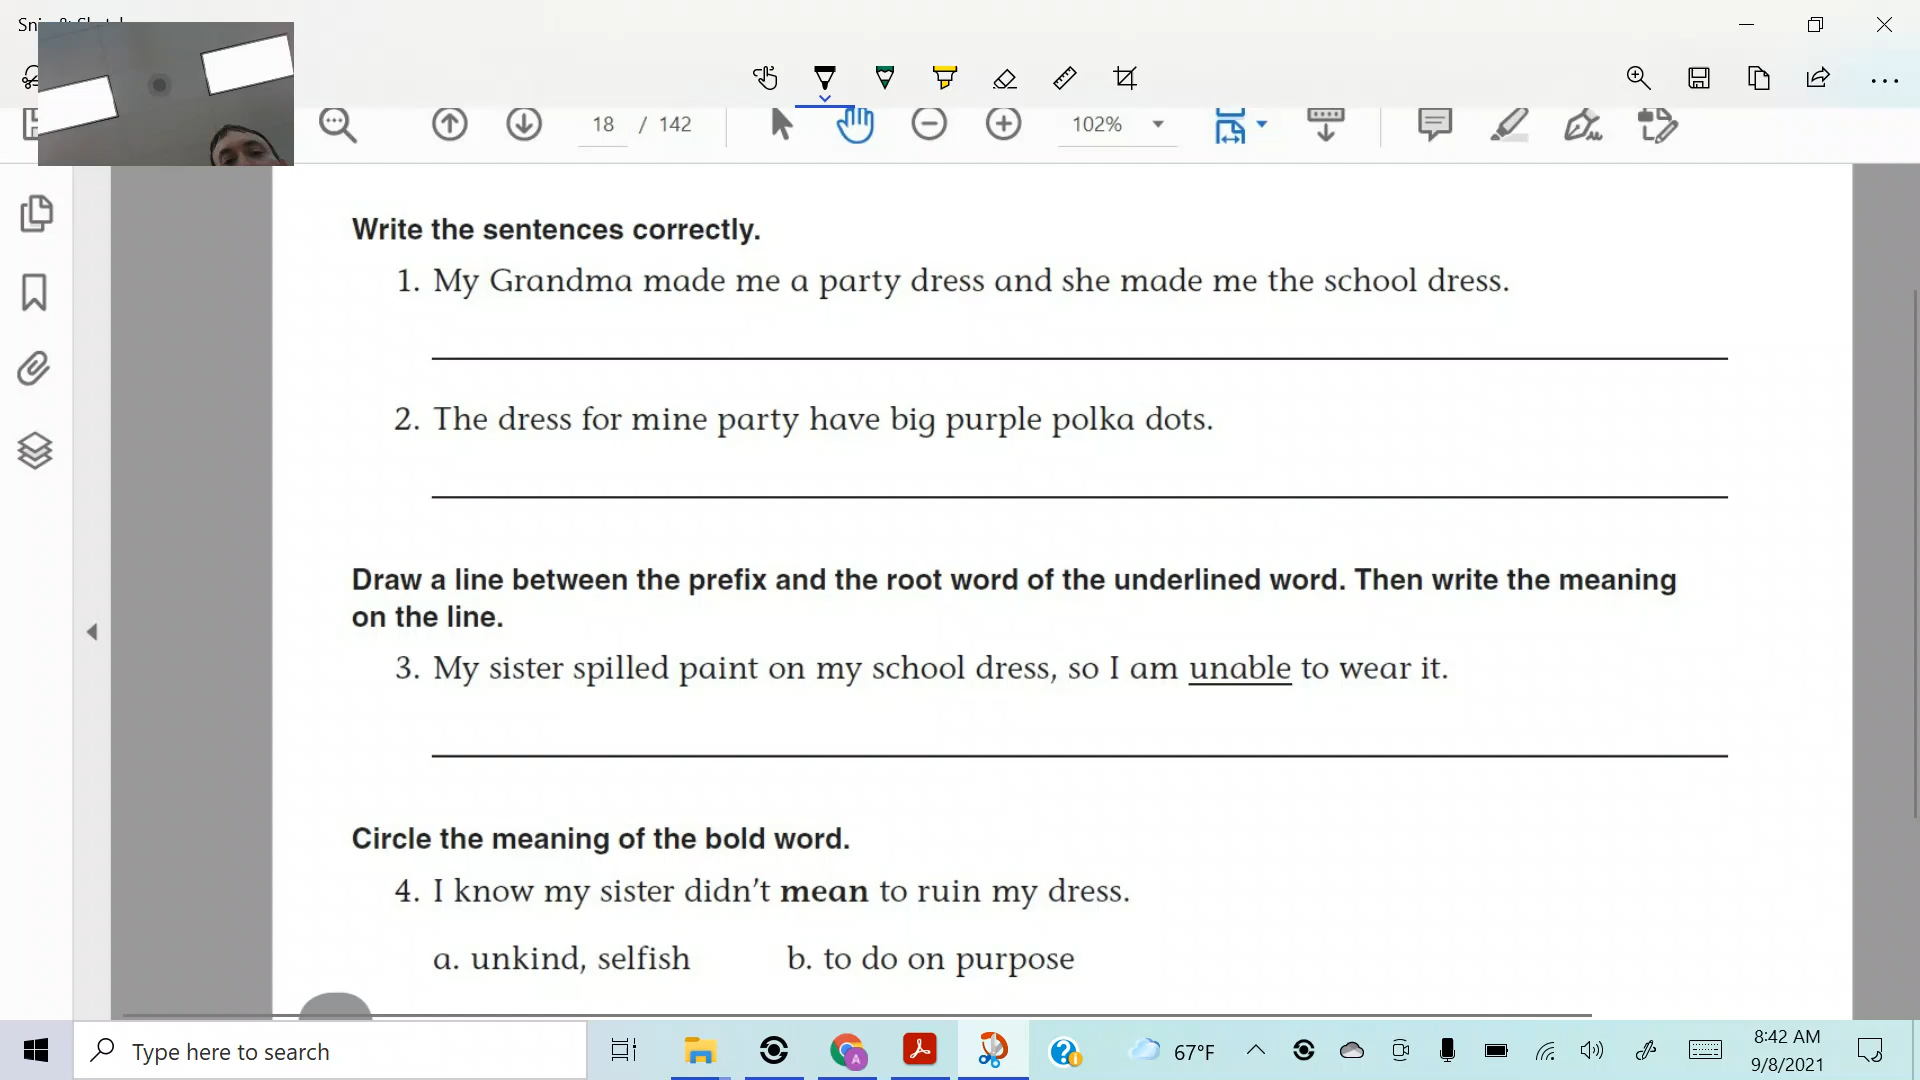 18 / 142
102%
Write the sentences correctly.
1. My Grandma made me a party dress and she made me the school dress.
2. The dress for mine party have big purple polka dots.
Draw a line between the prefix and the root word of the underlined word. Then write the meaning
on the line.
3. My sister spilled paint on my school dress, so I am unable to wear it.
Circle the meaning of the bold word.
4. I know my sister didn't mean to ruin my dress.
a. unkind, selfish b. to do on purpose
Type here to search
A
67°F
8:42 AM
9/8/2021